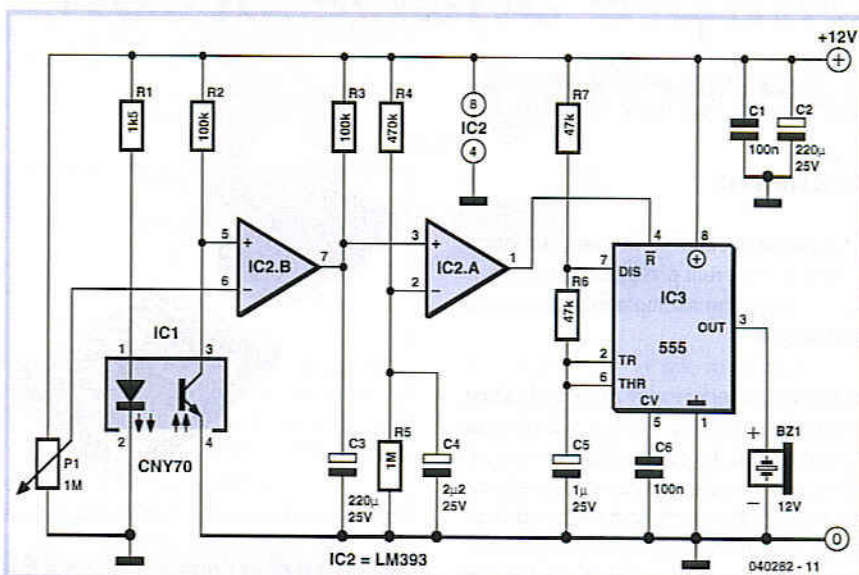 +12V
+
R1
1k5
R2
100k
R3
100k
R4
470k
8
IC2
4
R7
47k
C1
100n
C2
220µ
25V
5
+
6
−
IC2.B
7
3
+
2
−
IC2.A
1
4
R
8
+
7
DIS
R6
47k
IC3
555
OUT
3
2
TR
6
THR
CV
5
1
IC1
1
3
2
4
CNY70
P1
1M
C3
220µ
25V
R5
1M
C4
2µ2
25V
C5
1µ
25V
C6
100n
BZ1
+
−
12V
0
IC2 = LM393
040282 - 11